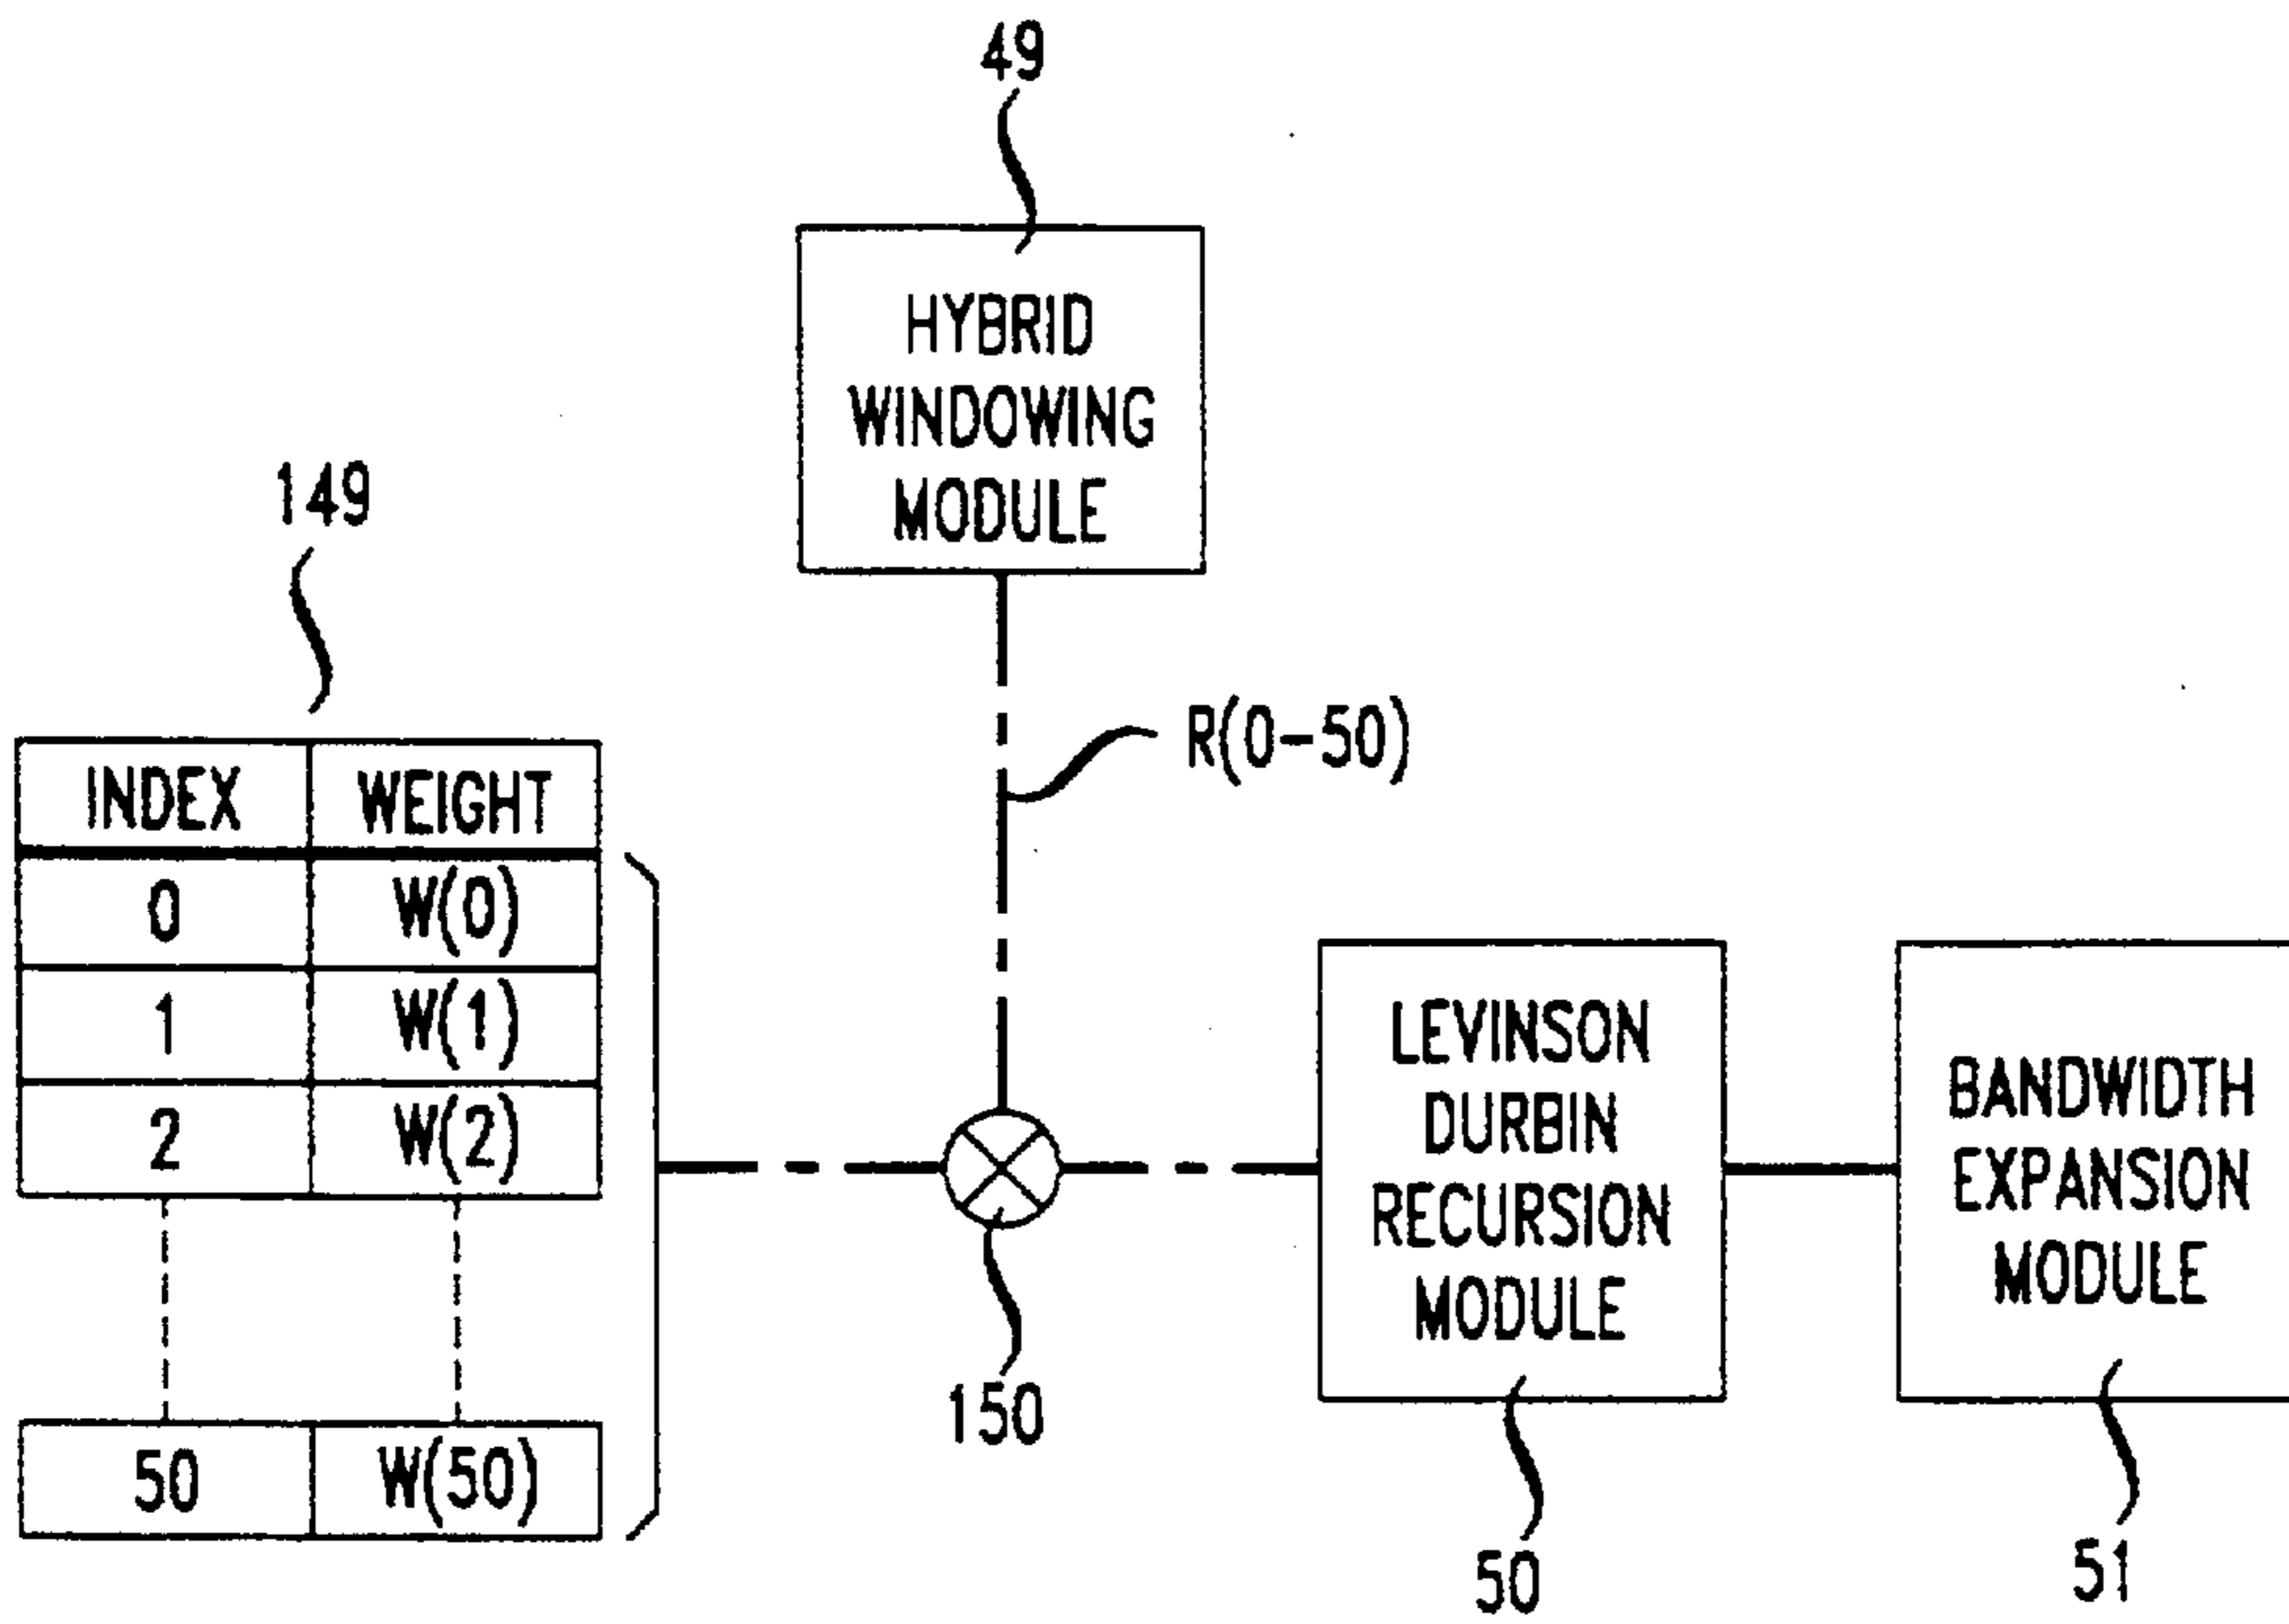 49
HYBRID
WINDOWING
MODULE
149
R(0-50)
INDEX WEIGHT
0 W(0)
1 W(1)
2 W(2)
50 W(50)
150
LEVINSON
DURBIN
RECURSION
MODULE
50
BANDWIDTH
EXPANSION
MODULE
51